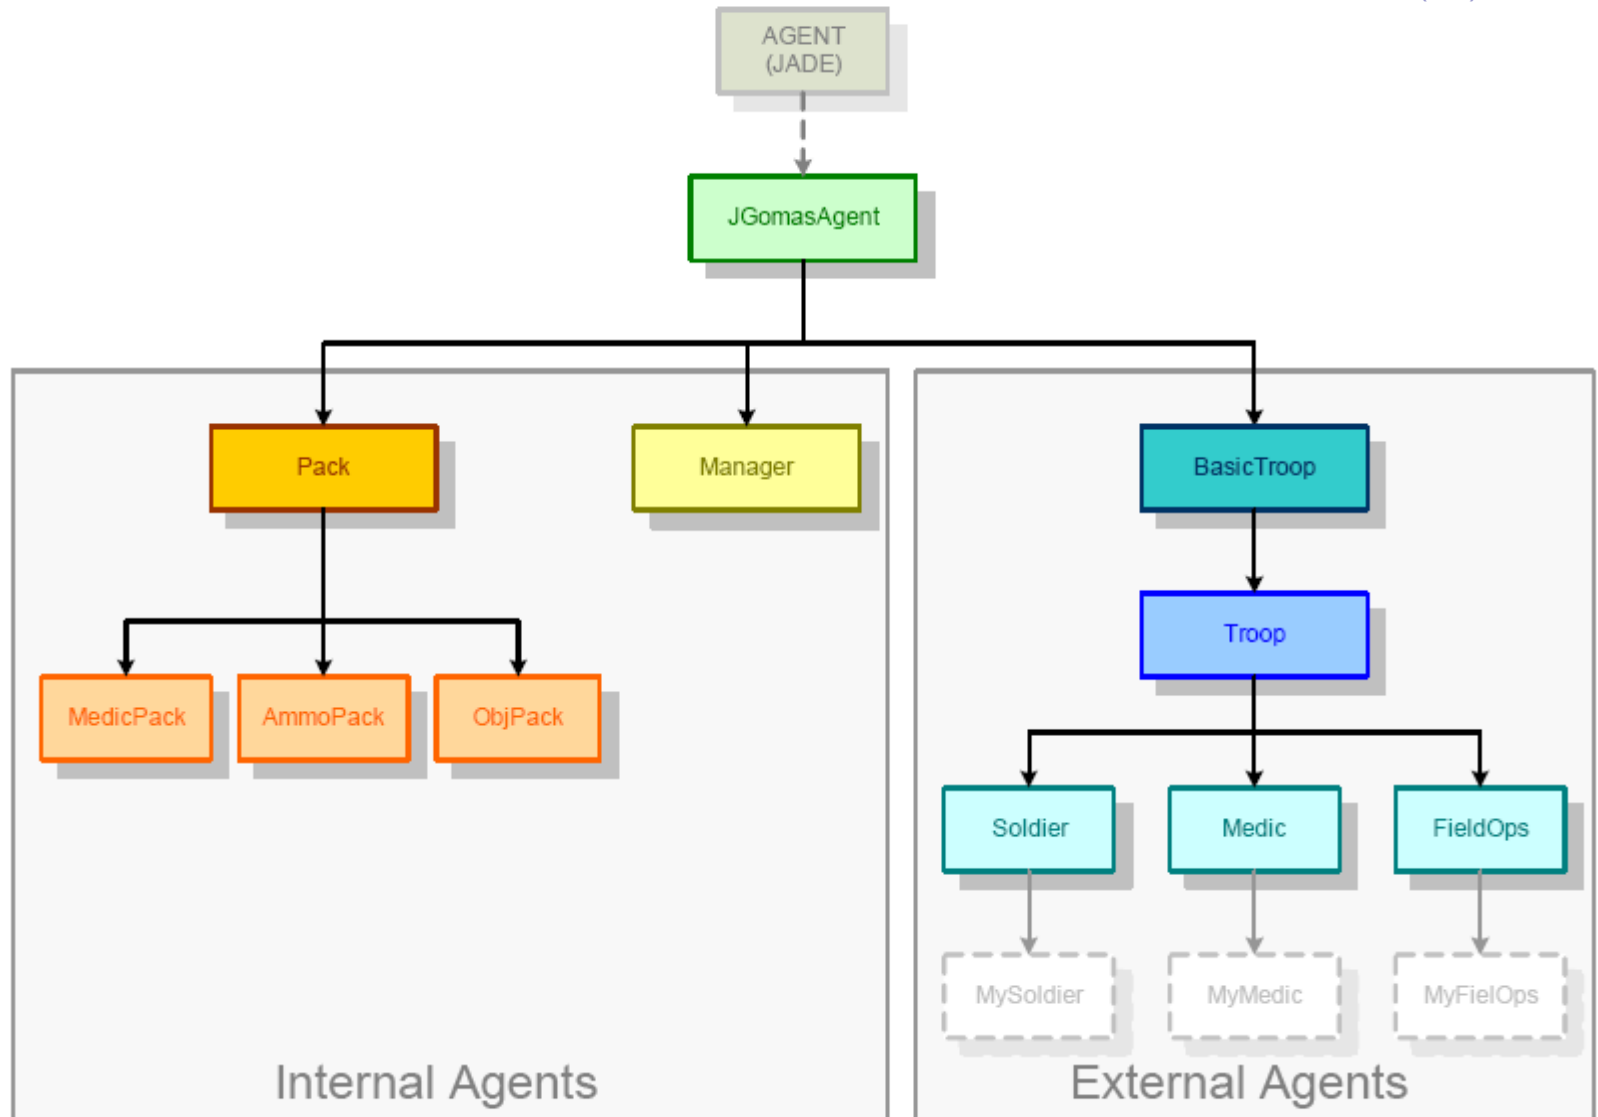 AGENT
(JADE)
JGomasAgent
Pack
Manager
BasicTroop
Troop
MedicPack
AmmoPack
ObjPack
Soldier
Medic
FieldOps
MySoldier
MyMedic
MyFielOps
Internal Agents
External Agents